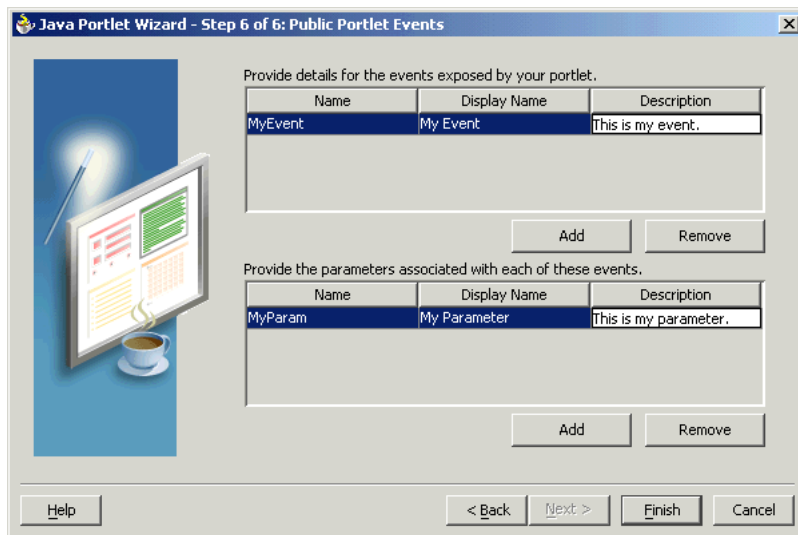 Java Portlet Wizard - Step 6 of 6: Public Portlet Events
Provide details for the events exposed by your portlet.
Name Display Name Description
MyEvent My Event This is my event.
Add Remove
Provide the parameters associated with each of these events.
Name Display Name Description
MyParam My Parameter This is my parameter.
Add Remove
Help < Back Next > Finish Cancel